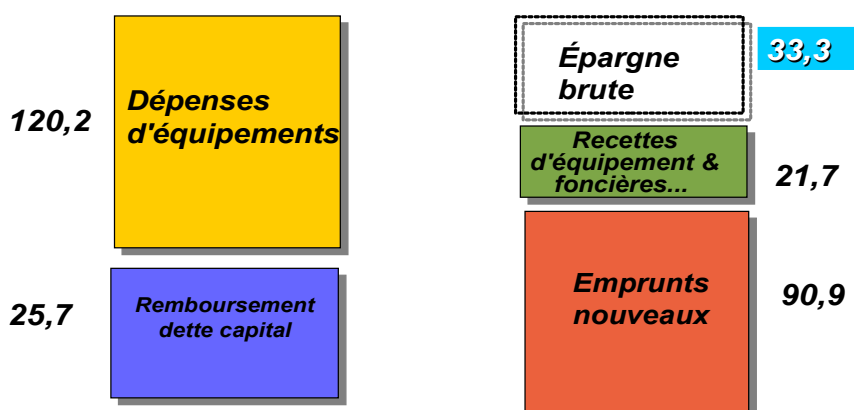 120,2
Dépenses
d'équipements
25,7
Remboursement
dette capital
Épargne
brute
33,3
Recettes
d'équipement &
foncières...
21,7
Emprunts
nouveaux
90,9